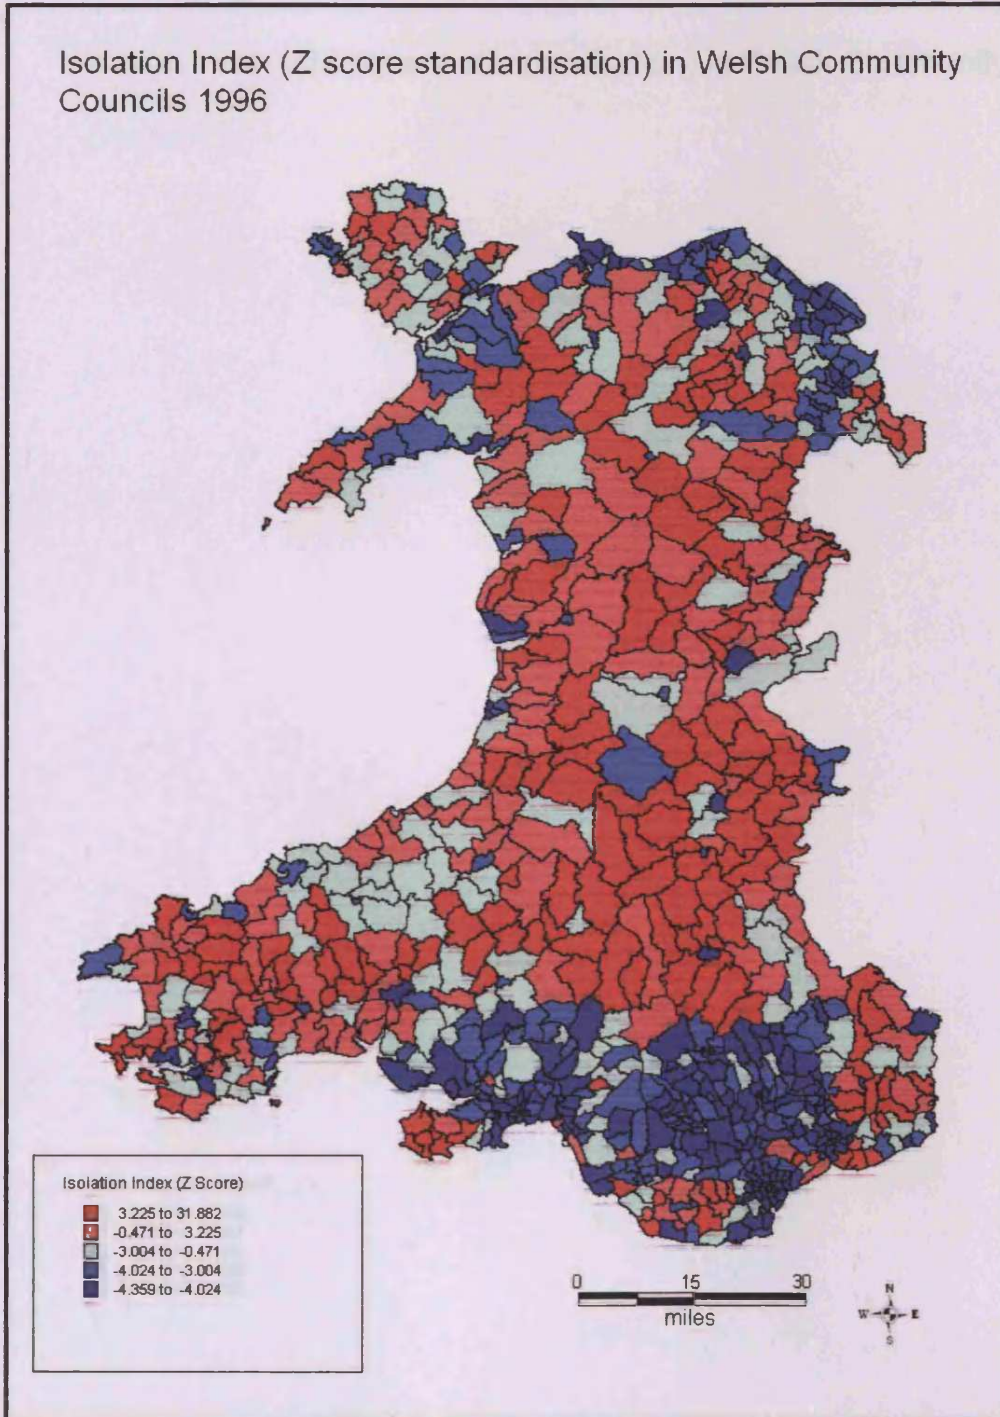 Isolation Index (Z score standardisation) in Welsh Community
Councils 1996
Isolation Index (Z Score)
3.225 to 31.882
-0.471 to 3.225
-3.004 to -0.471
-4.024 to -3.004
-4.359 to -4.024
0 15 30
miles
N
W E
S